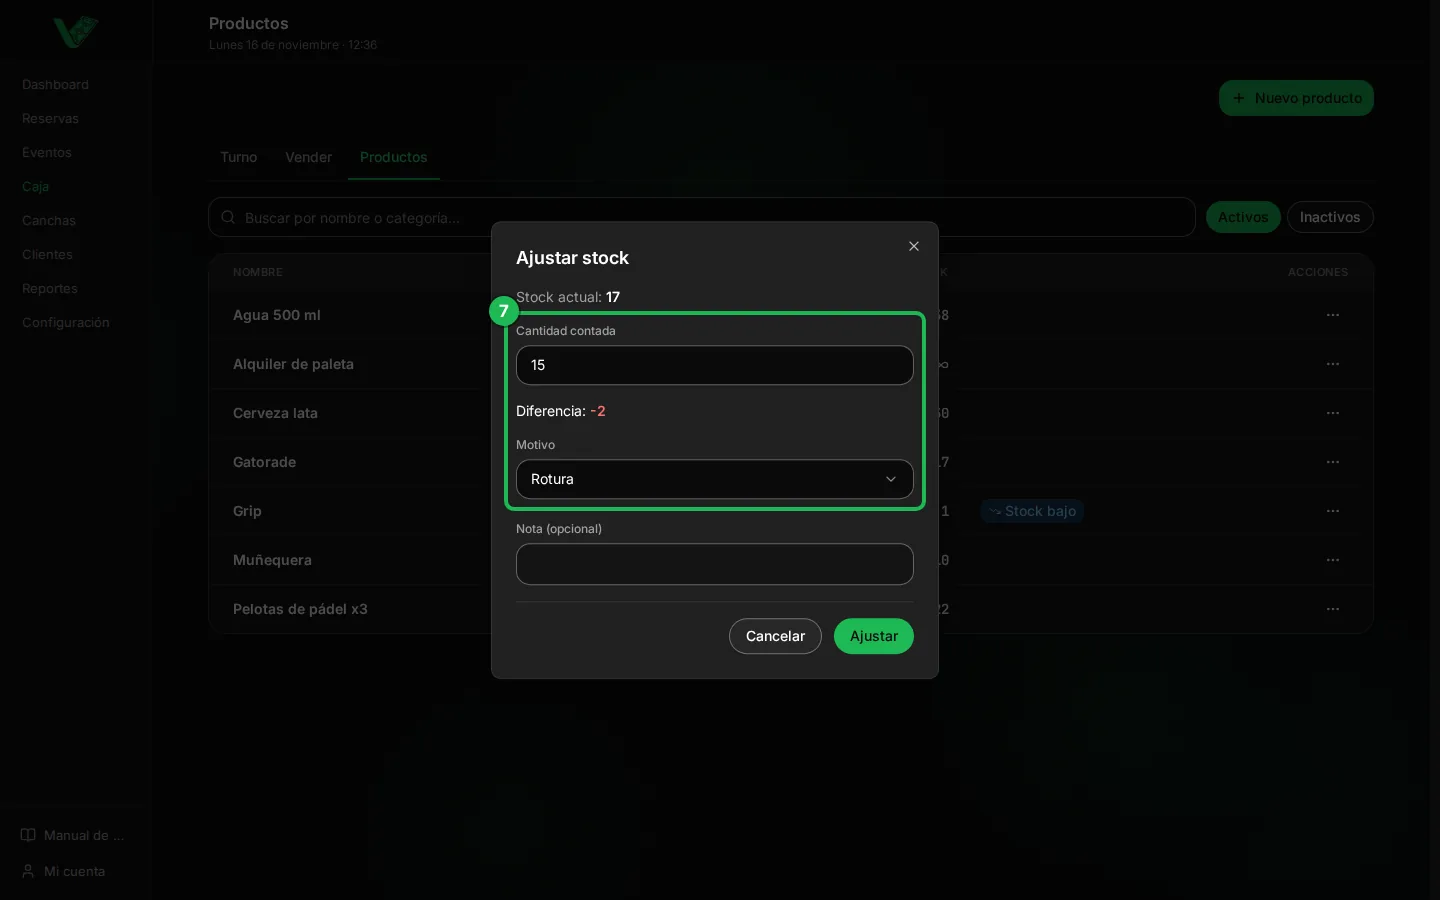 Productos
Lunes 16 de noviembre · 12:36
Dashboard
Reservas
Eventos
Caja
Canchas
Clientes
Reportes
Configuración
Manual de ...
Mi cuenta
+ Nuevo producto
Turno Vender Productos
Buscar por nombre o categoría...
Activos Inactivos
NOMBRE ACCIONES
Agua 500 ml
Alquiler de paleta
Cerveza lata
Gatorade
Grip 1 Stock bajo
Muñequera
Pelotas de pádel x3
Ajustar stock
Stock actual: 17
7
Cantidad contada
15
Diferencia: -2
Motivo
Rotura
Nota (opcional)
Cancelar Ajustar